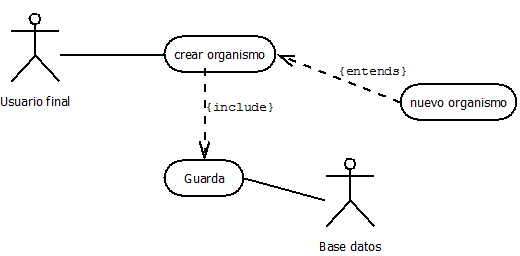 crear organismo
{entends}
Usuario final
{include}
nuevo organismo
Guarda
Base datos